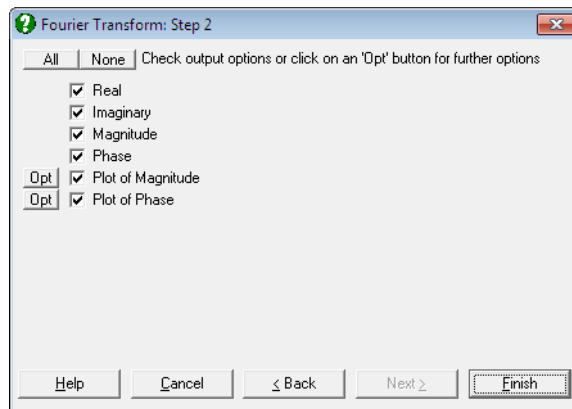 Fourier Transform: Step 2
All None Check output options or click on an 'Opt' button for further options
Real
Imaginary
Magnitude
Phase
Opt Plot of Magnitude
Opt Plot of Phase
Help Cancel < Back Next > Finish